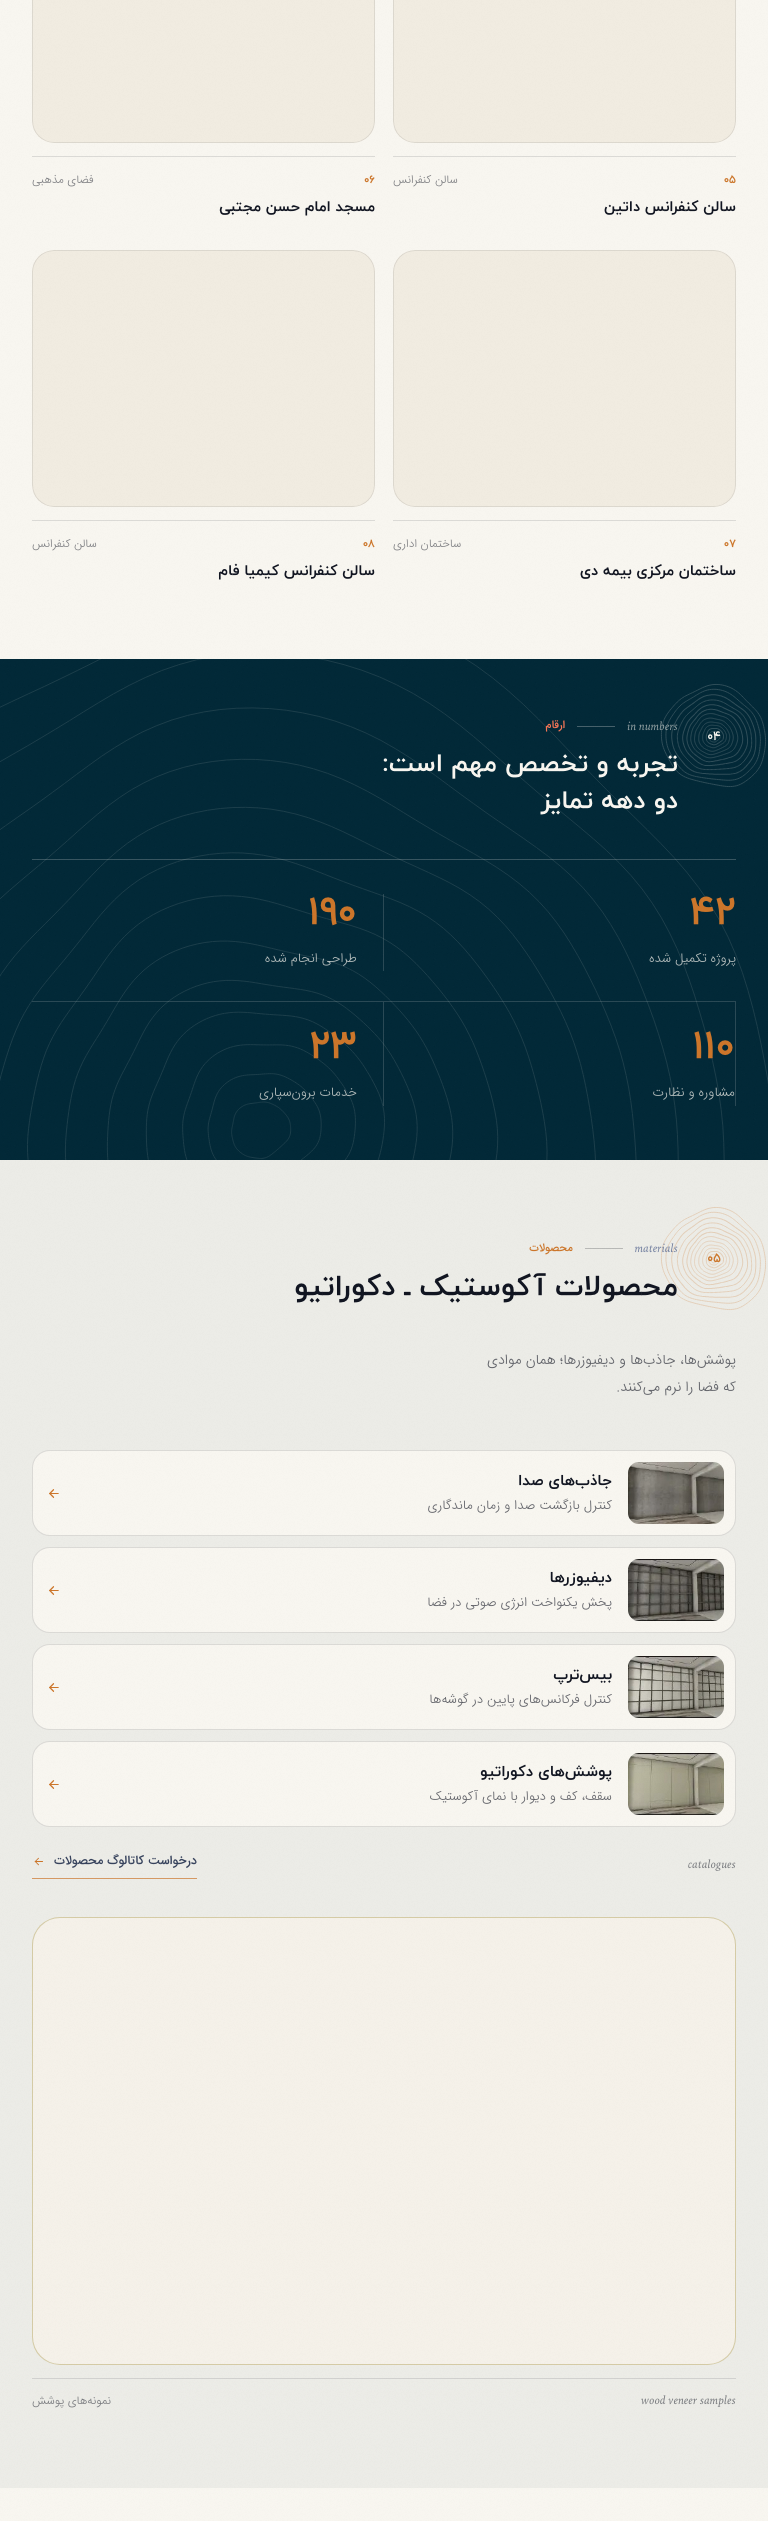 ۰۵
سالن کنفرانس
سالن کنفرانس داتین
۰۶
فضای مذهبی
مسجد امام حسن مجتبی
۰۷
ساختمان اداری
ساختمان مرکزی بیمه دی
۰۸
سالن کنفرانس
سالن کنفرانس کیمیا فام
۰۴
in numbers
ارقام
تجربه و تخصص مهم است:
دو دهه تمایز
۴۲
پروژه تکمیل شده
۱۹۰
طراحی انجام شده
۱۱۰
مشاوره و نظارت
۲۳
خدمات برون‌سپاری
۰۵
materials
محصولات
محصولات آکوستیک ـ دکوراتیو
پوشش‌ها، جاذب‌ها و دیفیوزرها؛ همان موادی
که فضا را نرم می‌کنند.
جاذب‌های صدا
کنترل بازگشت صدا و زمان ماندگاری
←
دیفیوزرها
پخش یکنواخت انرژی صوتی در فضا
←
بیس‌ترپ
کنترل فرکانس‌های پایین در گوشه‌ها
←
پوشش‌های دکوراتیو
سقف، کف و دیوار با نمای آکوستیک
←
catalogues
درخواست کاتالوگ محصولات ←
wood veneer samples
نمونه‌های پوشش